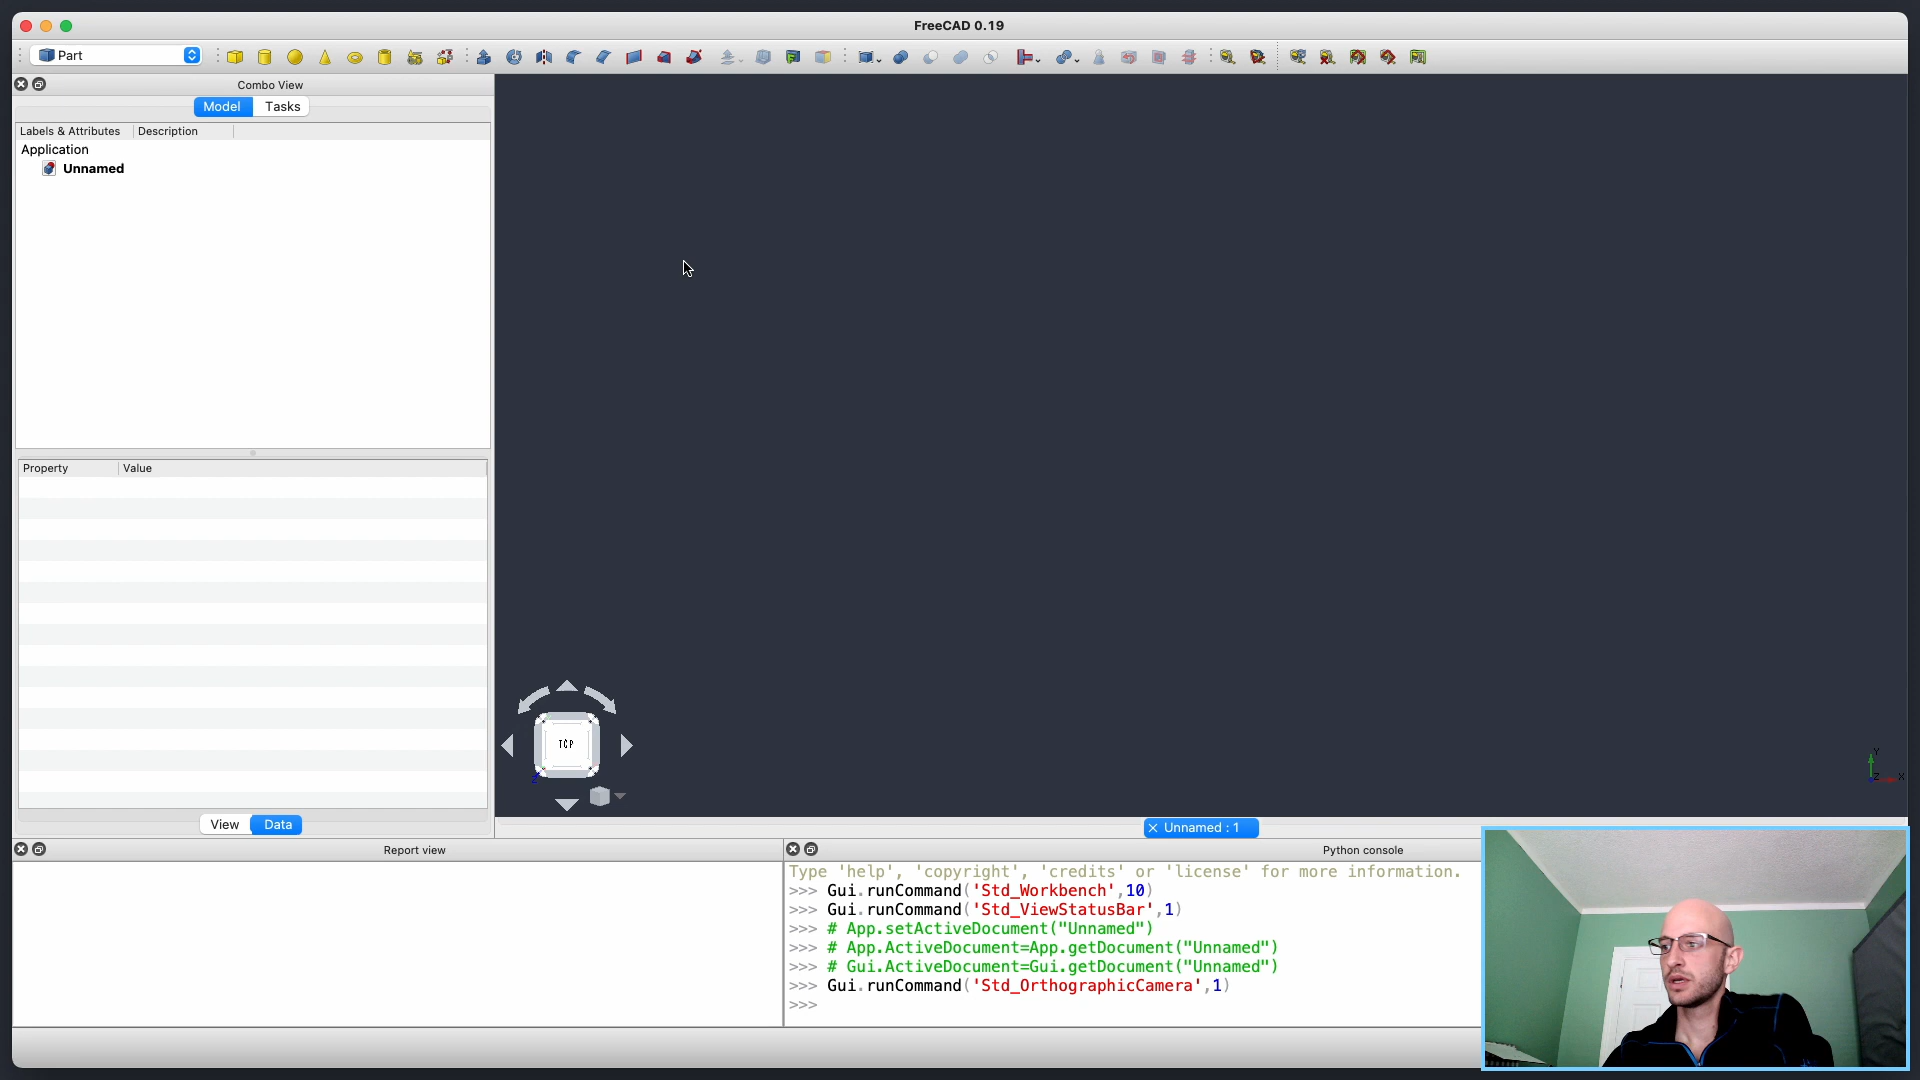 FreeCAD 0.19
Part
Combo View
Model Tasks
Labels & Attributes Description
Application
Unnamed
Property Value
TOP
Z
Y
Z X
View Data
Unnamed : 1
Report view
Python console
Type 'help', 'copyright', 'credits' or 'license' for more information.
>>> Gui.runCommand('Std_Workbench',10)
>>> Gui.runCommand('Std_ViewStatusBar',1)
>>> # App.setActiveDocument("Unnamed")
>>> # App.ActiveDocument=App.getDocument("Unnamed")
>>> # Gui.ActiveDocument=Gui.getDocument("Unnamed")
>>> Gui.runCommand('Std_OrthographicCamera',1)
>>>